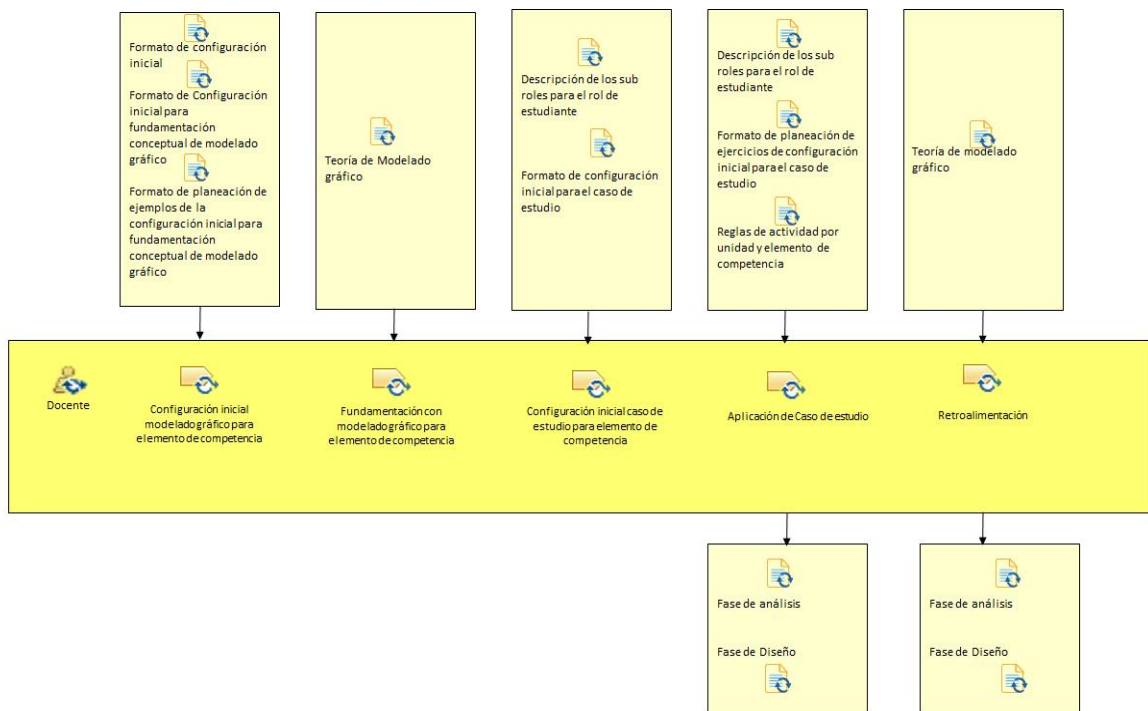 Formato de configuración
inicial
Formato de Configuración
inicial para
fundamentación
conceptual de modelado
gráfico
Formato de planeación de
ejemplos de la
configuración inicial para
fundamentación
conceptual de modelado
gráfico
Teoría de Modelado
gráfico
Descripción de los sub
roles para el rol de
estudiante
Formato de configuración
inicial para el caso de
estudio
Descripción de los sub
roles para el rol de
estudiante
Formato de planeación de
ejercicios de configuración
inicial para el caso de
estudio
Reglas de actividad por
unidad y elemento de
competencia
Teoría de modelado
gráfico
Docente
Configuración inicial
modelado gráfico para
elemento de competencia
Fundamentación con
modelado gráfico para
elemento de competencia
Configuración inicial caso de
estudio para elemento de
competencia
Aplicación de Caso de estudio
Retroalimentación
Fase de análisis
Fase de Diseño
Fase de análisis
Fase de Diseño